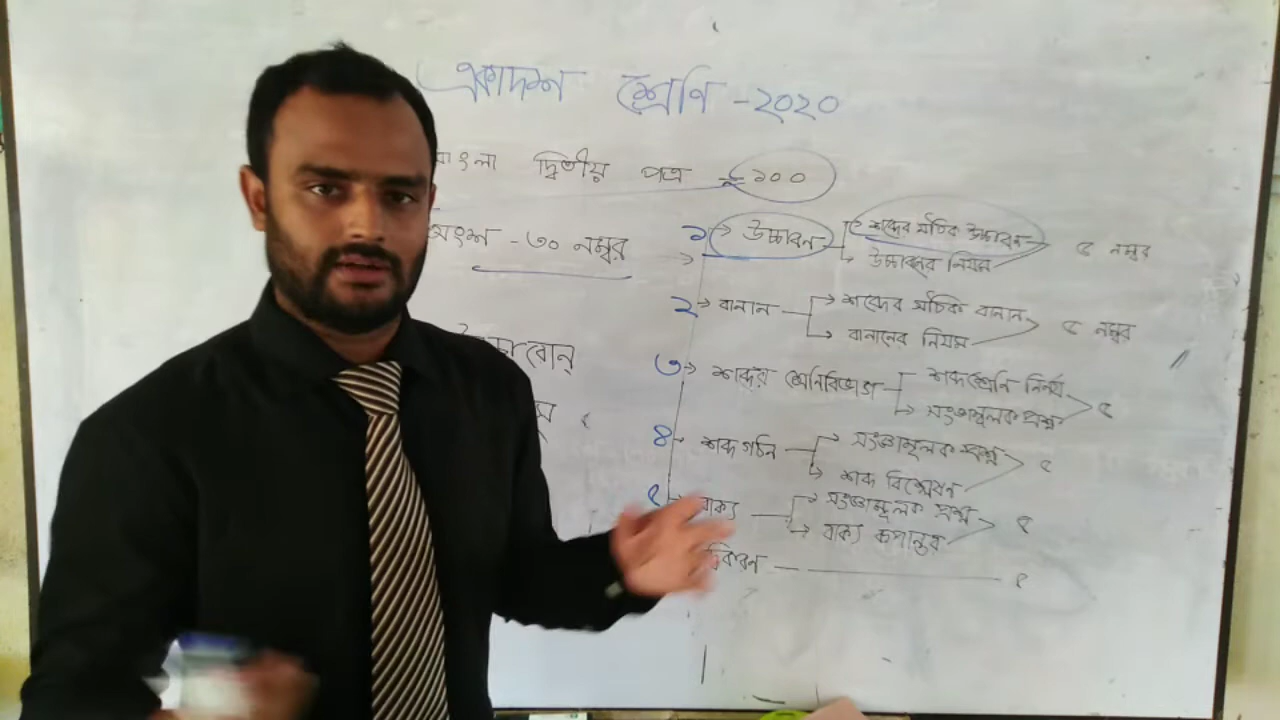 একাদশ শ্রেণি - ২০২০
বাংলা দ্বিতীয় পত্র = ১০০
অংশ - ৩০ নম্বর
১ → উচ্চারণ → শব্দের সঠিক উচ্চারণ
→ উচ্চারণের নিয়ম ৫ নম্বর
২ → বানান → শব্দের সঠিক বানান
→ বানানের নিয়ম ৫ নম্বর
৩ → শব্দের শ্রেণিবিভাগ শব্দশ্রেণি নির্ণয়
→ সংজ্ঞামূলক প্রশ্ন ৫
৪ → শব্দ গঠন → সংজ্ঞামূলক প্রশ্ন
→ শব্দ বিশ্লেষণ ৫
৫ → বাক্য → সংজ্ঞামূলক প্রশ্ন
→ বাক্য রূপান্তর ৫
৫